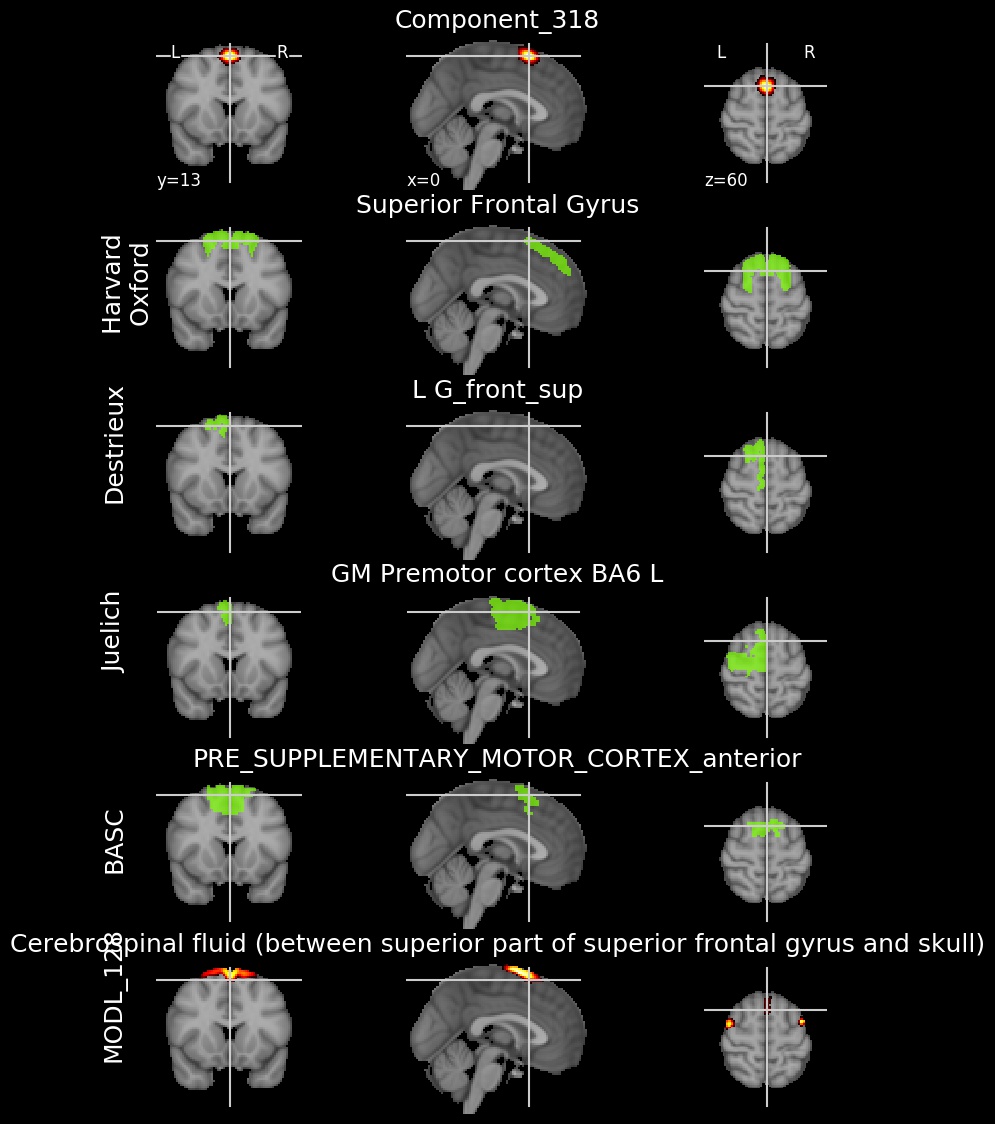 Component_318
L
R
L
R
y=13
x=0
z=60
Superior Frontal Gyrus
Harvard
Oxford
L G_front_sup
Destrieux
GM Premotor cortex BA6 L
Juelich
PRE_SUPPLEMENTARY_MOTOR_CORTEX_anterior
BASC
Cerebrospinal fluid (between superior part of superior frontal gyrus and skull)
MODL_128